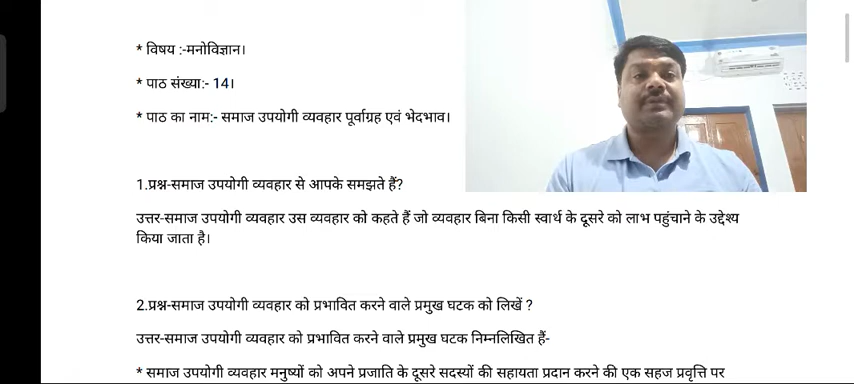 * विषय :-मनोविज्ञान।
* पाठ संख्या:- 14।
* पाठ का नाम:- समाज उपयोगी व्यवहार पूर्वाग्रह एवं भेदभाव।
1.प्रश्न-समाज उपयोगी व्यवहार से आपके समझते हैं?
उत्तर-समाज उपयोगी व्यवहार उस व्यवहार को कहते हैं जो व्यवहार बिना किसी स्वार्थ के दूसरे को लाभ पहुंचाने के उद्देश्य
किया जाता है।
2.प्रश्न-समाज उपयोगी व्यवहार को प्रभावित करने वाले प्रमुख घटक को लिखें ?
उत्तर-समाज उपयोगी व्यवहार को प्रभावित करने वाले प्रमुख घटक निम्नलिखित हैं-
* समाज उपयोगी व्यवहार मनुष्यों को अपने प्रजाति के दूसरे सदस्यों की सहायता प्रदान करने की एक सहज प्रवृत्ति पर